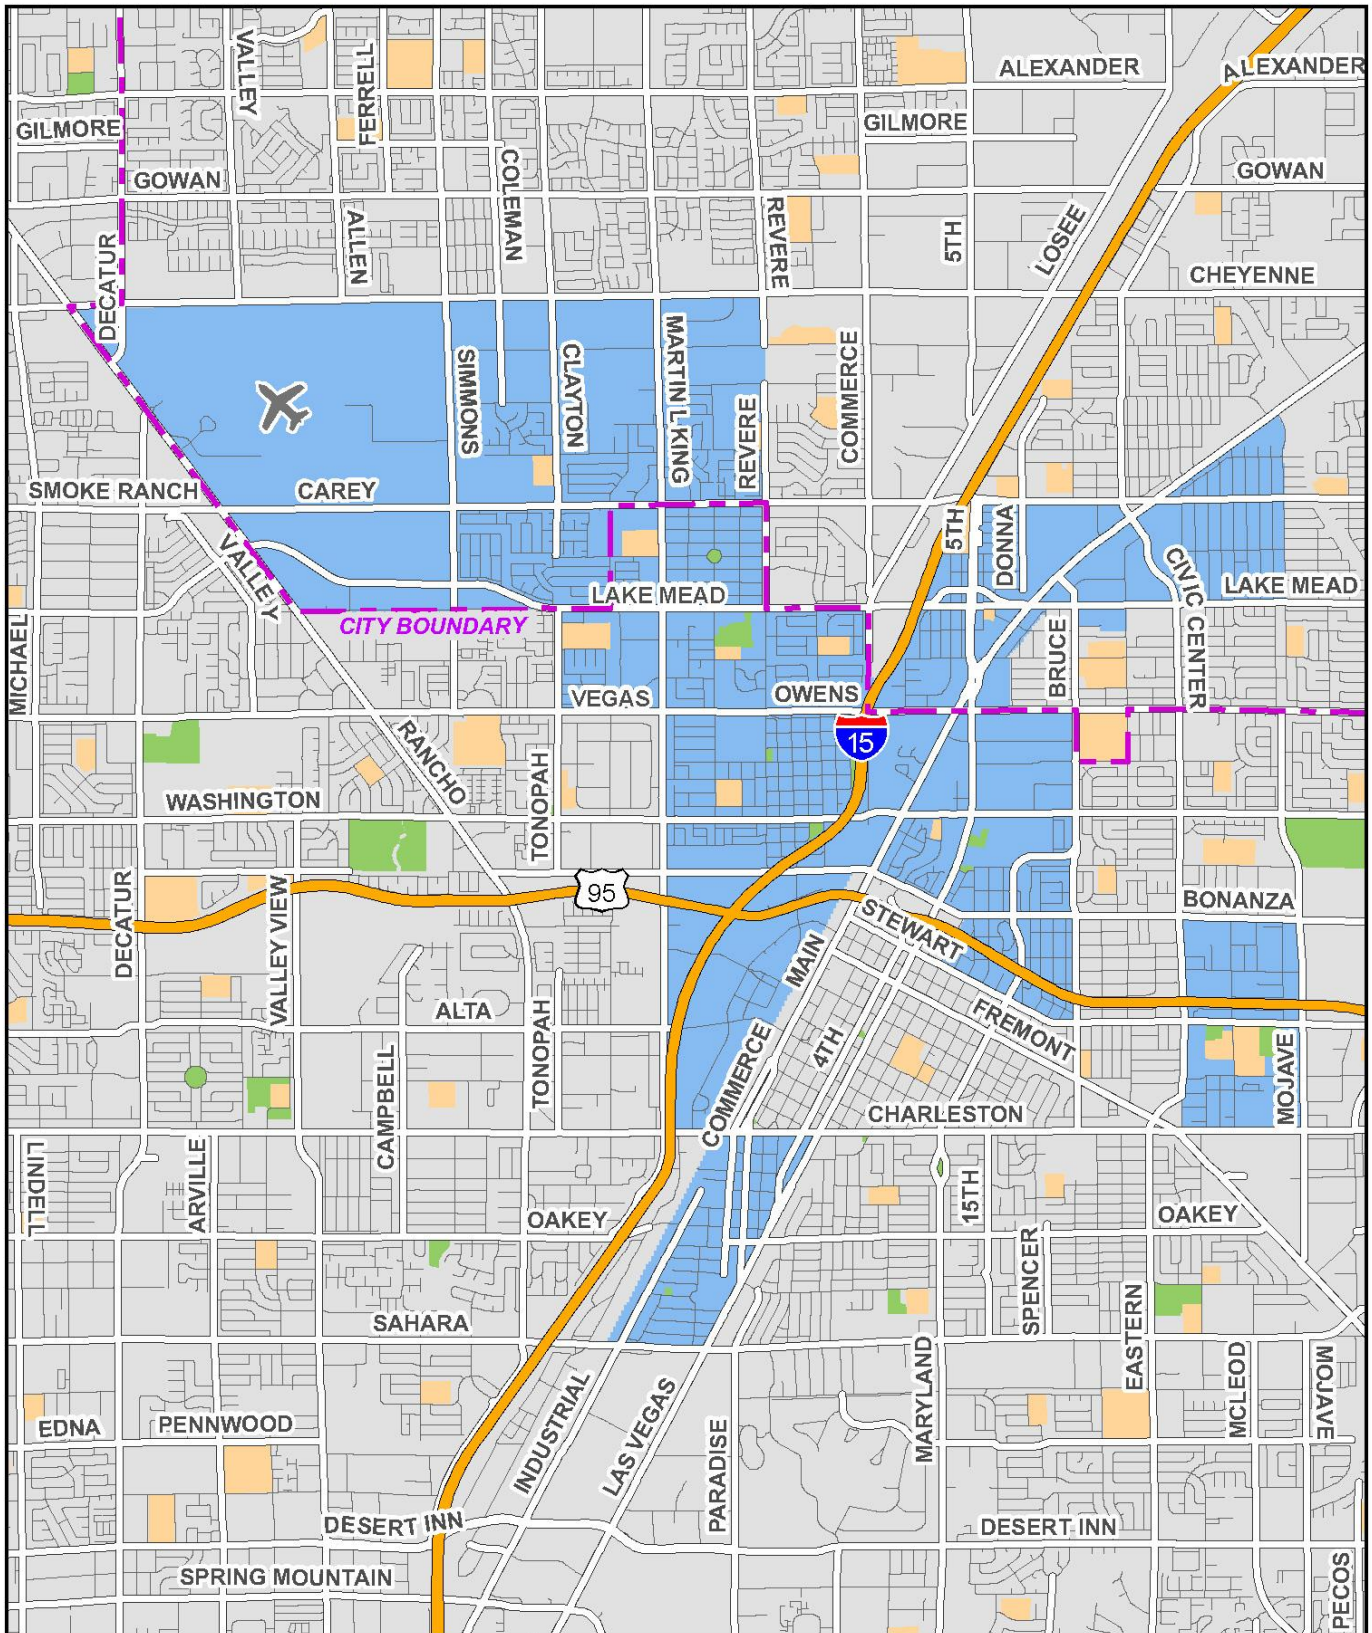 ALEXANDER
ALEXANDER
VALLEY
FERRELL
GILMORE
GILMORE
GOWAN
GOWAN
COLEMAN
ALLEN
REVERE
5TH
LOSEE
DECATUR
CHEYENNE
SIMMONS
CLAYTON
MARTIN L KING
COMMERCE
REVERE
SMOKE RANCH
CAREY
5TH
DONNA
VALLEY
CIVIC CENTER
LAKE MEAD
LAKE MEAD
CITY BOUNDARY
MICHAEL
BRUCE
VEGAS
OWENS
15
RANCHO
TONOPAH
WASHINGTON
95
DECATUR
VALLEY VIEW
BONANZA
STEWART
MAIN
ALTA
TONOPAH
FREMONT
4TH
COMMERCE
CAMPBELL
MOJAVE
CHARLESTON
LINDELL
ARVILLE
OAKEY
15TH
OAKEY
SPENCER
EASTERN
SAHARA
MARYLAND
MCLEOD
MOJAVE
EDNA
PENNWOOD
INDUSTRIAL
LAS VEGAS
PARADISE
DESERT INN
DESERT INN
SPRING MOUNTAIN
PECOS